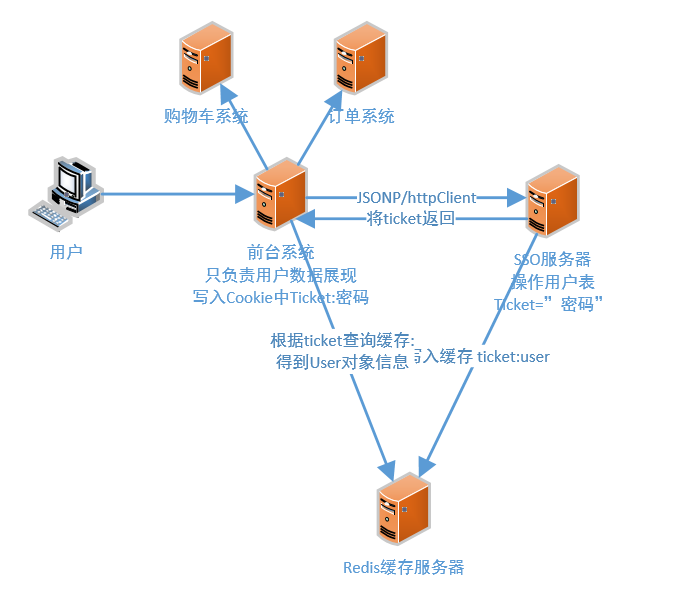 购物车系统
订单系统
JSONP/httpClient
将ticket返回
用户
前台系统
只负责用户数据展现
写入Cookie中Ticket:密码
SSO服务器
操作用户表
Ticket=”密码”
根据ticket查询缓存:
得到User对象信息
写入缓存 ticket:user
Redis缓存服务器